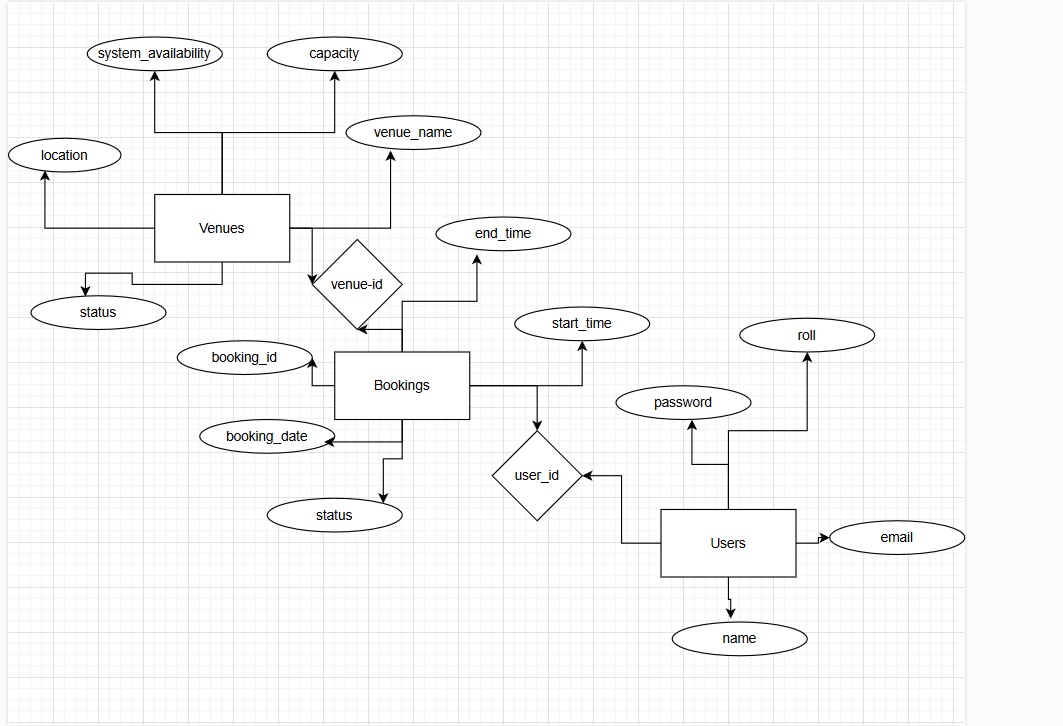 system_availability
capacity
venue_name
location
Venues
end_time
venue-id
status
start_time
roll
booking_id
Bookings
password
booking_date
user_id
status
Users
email
name